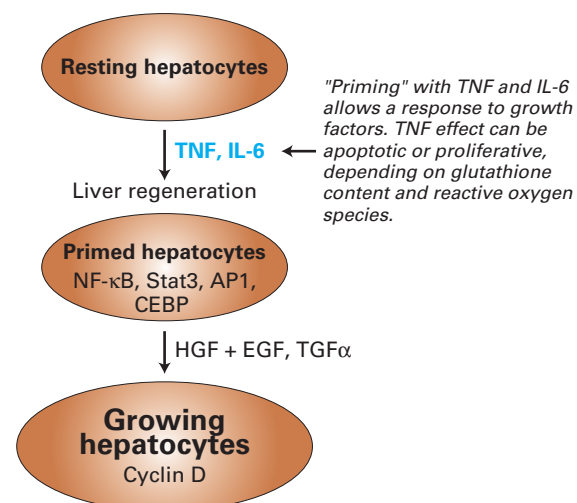 Resting hepatocytes
"Priming" with TNF and IL-6
allows a response to growth
factors. TNF effect can be
apoptotic or proliferative,
depending on glutathione
content and reactive oxygen
species.
TNF, IL-6
Liver regeneration
Primed hepatocytes
NF-κB, Stat3, AP1,
CEBP
HGF + EGF, TGFα
Growing
hepatocytes
Cyclin D